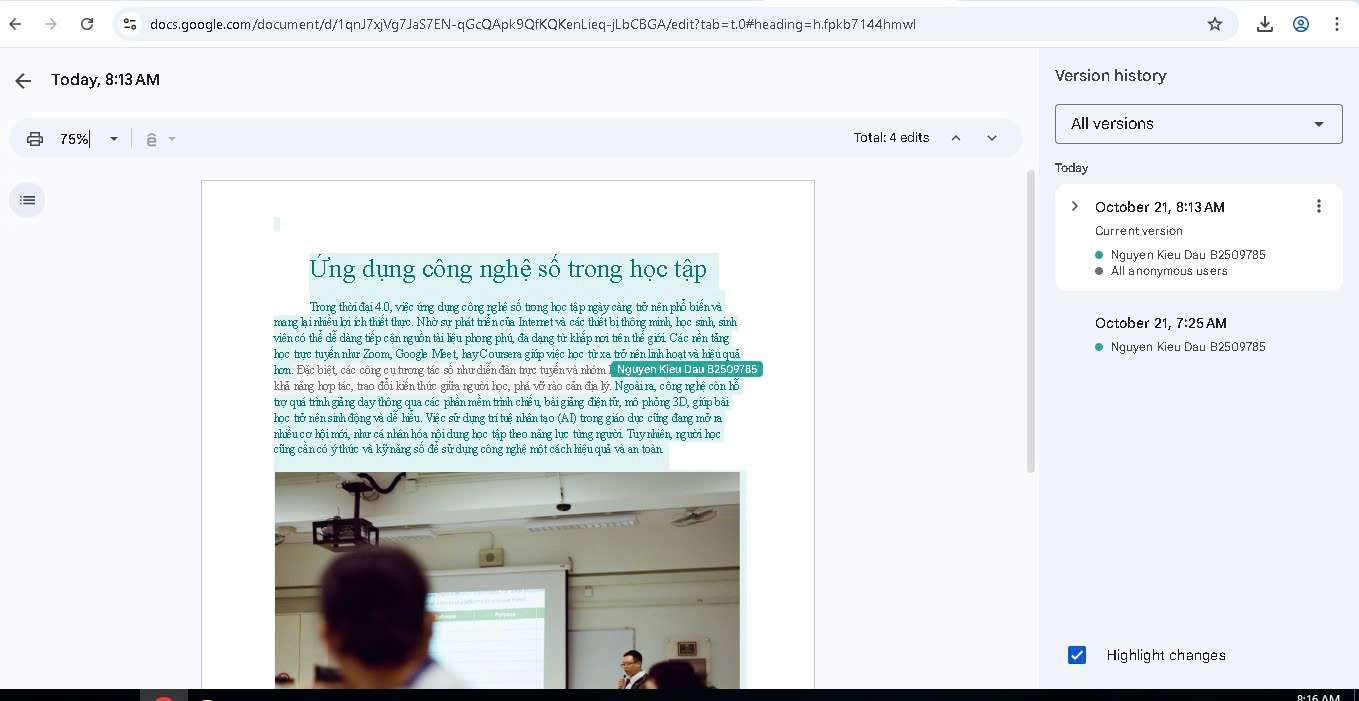 docs.google.com/document/d/1qnJ7xjVg7JaS7EN-qGcQApk9QfKQKenLieq-jLbCBGA/edit?tab=t.0#heading=h.fpkb7144hmwl
Today, 8:13 AM
75%
Total: 4 edits
Ứng dụng công nghệ số trong học tập
Trong thời đại 4.0, việc ứng dụng công nghệ số trong học tập ngày càng trở nên phổ biến và
mang lại nhiều lợi ích thiết thực. Nhờ sự phát triển của Internet và các thiết bị thông minh, học sinh, sinh
viên có thể dễ dàng tiếp cận nguồn tài liệu phong phú, đa dạng từ khắp nơi trên thế giới. Các nền tảng
học trực tuyến như Zoom, Google Meet, hay Coursera giúp việc học từ xa trở nên linh hoạt và hiệu quả
hơn. Đặc biệt, các công cụ tương tác số như diễn đàn trực tuyến và nhóm
Nguyen Kieu Dau B2509785
khả năng hợp tác, trao đổi kiến thức giữa người học, phá vỡ rào cản địa lý. Ngoài ra, công nghệ còn hỗ
trợ quá trình giảng dạy thông qua các phần mềm trình chiếu, bài giảng điện tử, mô phỏng 3D, giúp bài
học trở nên sinh động và dễ hiểu. Việc sử dụng trí tuệ nhân tạo (AI) trong giáo dục cũng đang mở ra
nhiều cơ hội mới, như cá nhân hóa nội dung học tập theo năng lực từng người. Tuy nhiên, người học
cũng cần có ý thức và kỹ năng số để sử dụng công nghệ một cách hiệu quả và an toàn.
Purpose
Version history
All versions
Today
October 21, 8:13 AM
Current version
Nguyen Kieu Dau B2509785
All anonymous users
October 21, 7:25 AM
Nguyen Kieu Dau B2509785
Highlight changes
8:16 AM